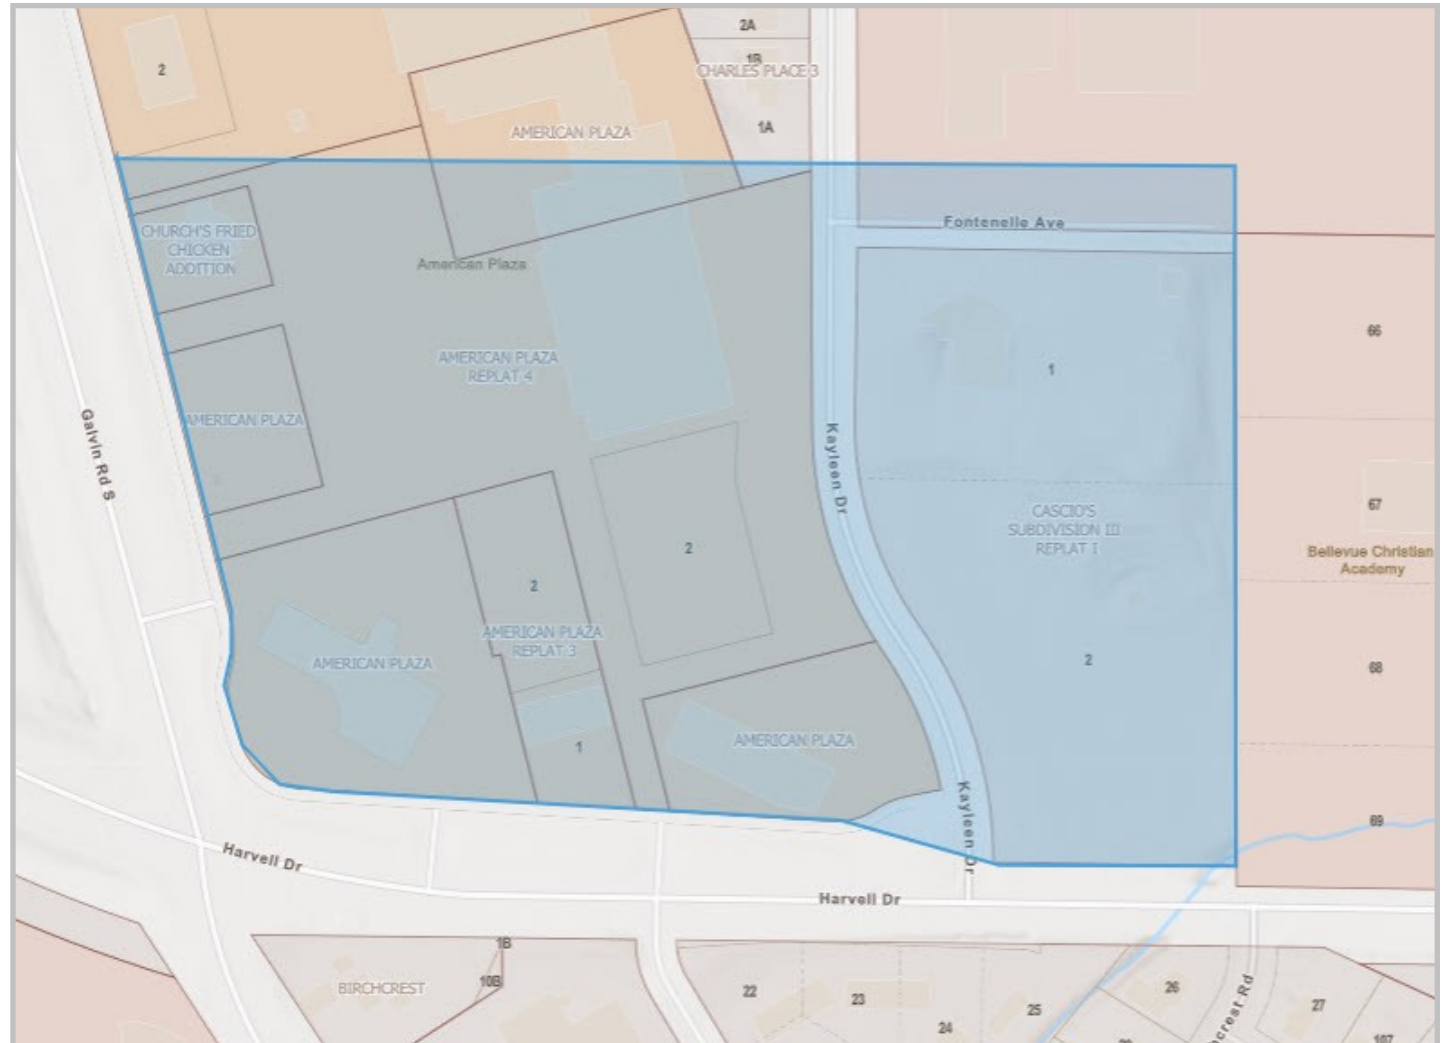 2A
2
1B
CHARLES PLACE 3
AMERICAN PLAZA
1A
Fontenelle Ave
CHURCH'S FRIED
CHICKEN
ADDITION
American Plaza
66
AMERICAN PLAZA
REPLAT 4
1
AMERICAN PLAZA
Galvin Rd S
Kayleen Dr
67
CASCIO'S
SUBDIVISION III
REPLAT I
Bellevue Christian
Academy
2
2
AMERICAN PLAZA
REPLAT 3
AMERICAN PLAZA
2
68
AMERICAN PLAZA
1
Kayleen Dr
69
Harvell Dr
Harvell Dr
1B
10B
BIRCHCREST
22
23
24
25
26
27
ocrest Rd
107